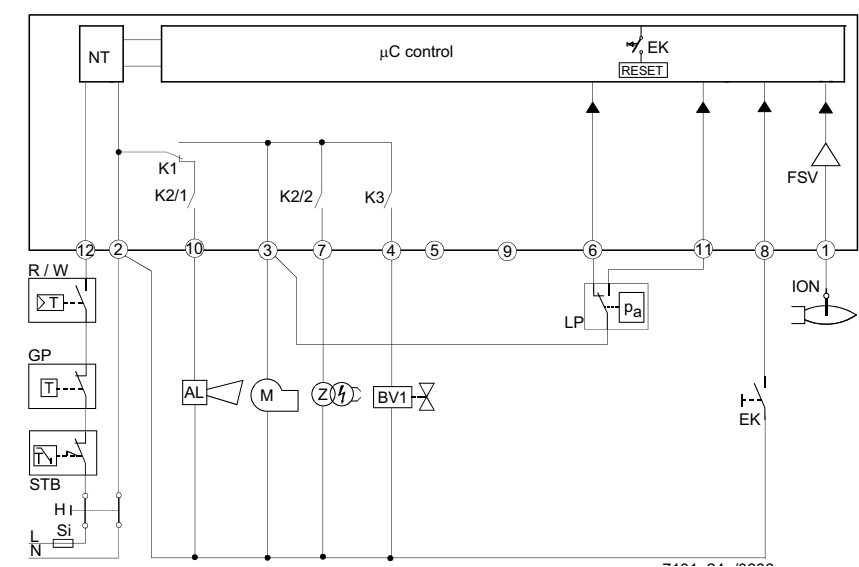 NT
μC control
EK
RESET
FSV
K1
K2/1
K2/2
K3
12
2
10
3
7
4
5
9
6
11
8
1
R / W
T
GP
T
STB
T
H
L
Si
N
AL
M
Z
BV1
LP
pa
ION
EK